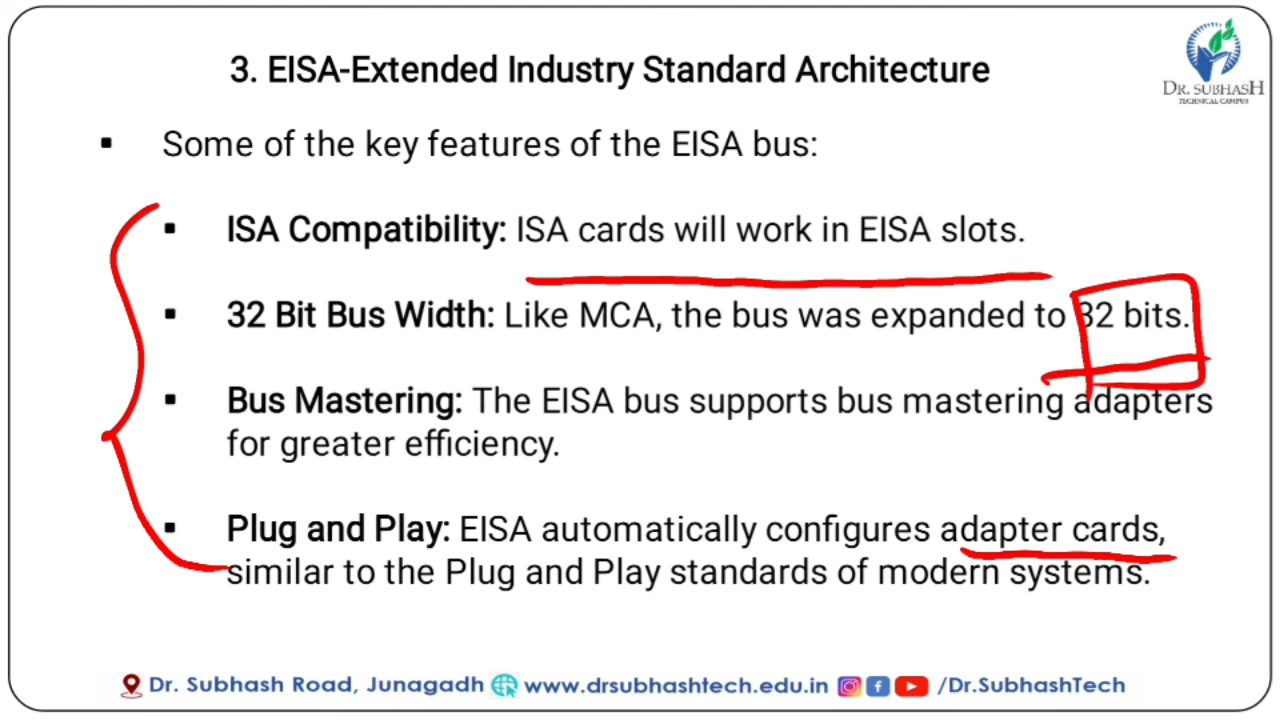 3. EISA-Extended Industry Standard Architecture
DR. SUBHASH
TECHNICAL CAMPUS
▪ Some of the key features of the EISA bus:
▪ ISA Compatibility: ISA cards will work in EISA slots.
▪ 32 Bit Bus Width: Like MCA, the bus was expanded to 32 bits.
▪ Bus Mastering: The EISA bus supports bus mastering adapters
for greater efficiency.
▪ Plug and Play: EISA automatically configures adapter cards,
similar to the Plug and Play standards of modern systems.
Dr. Subhash Road, Junagadh www.drsubhashtech.edu.in /Dr.SubhashTech